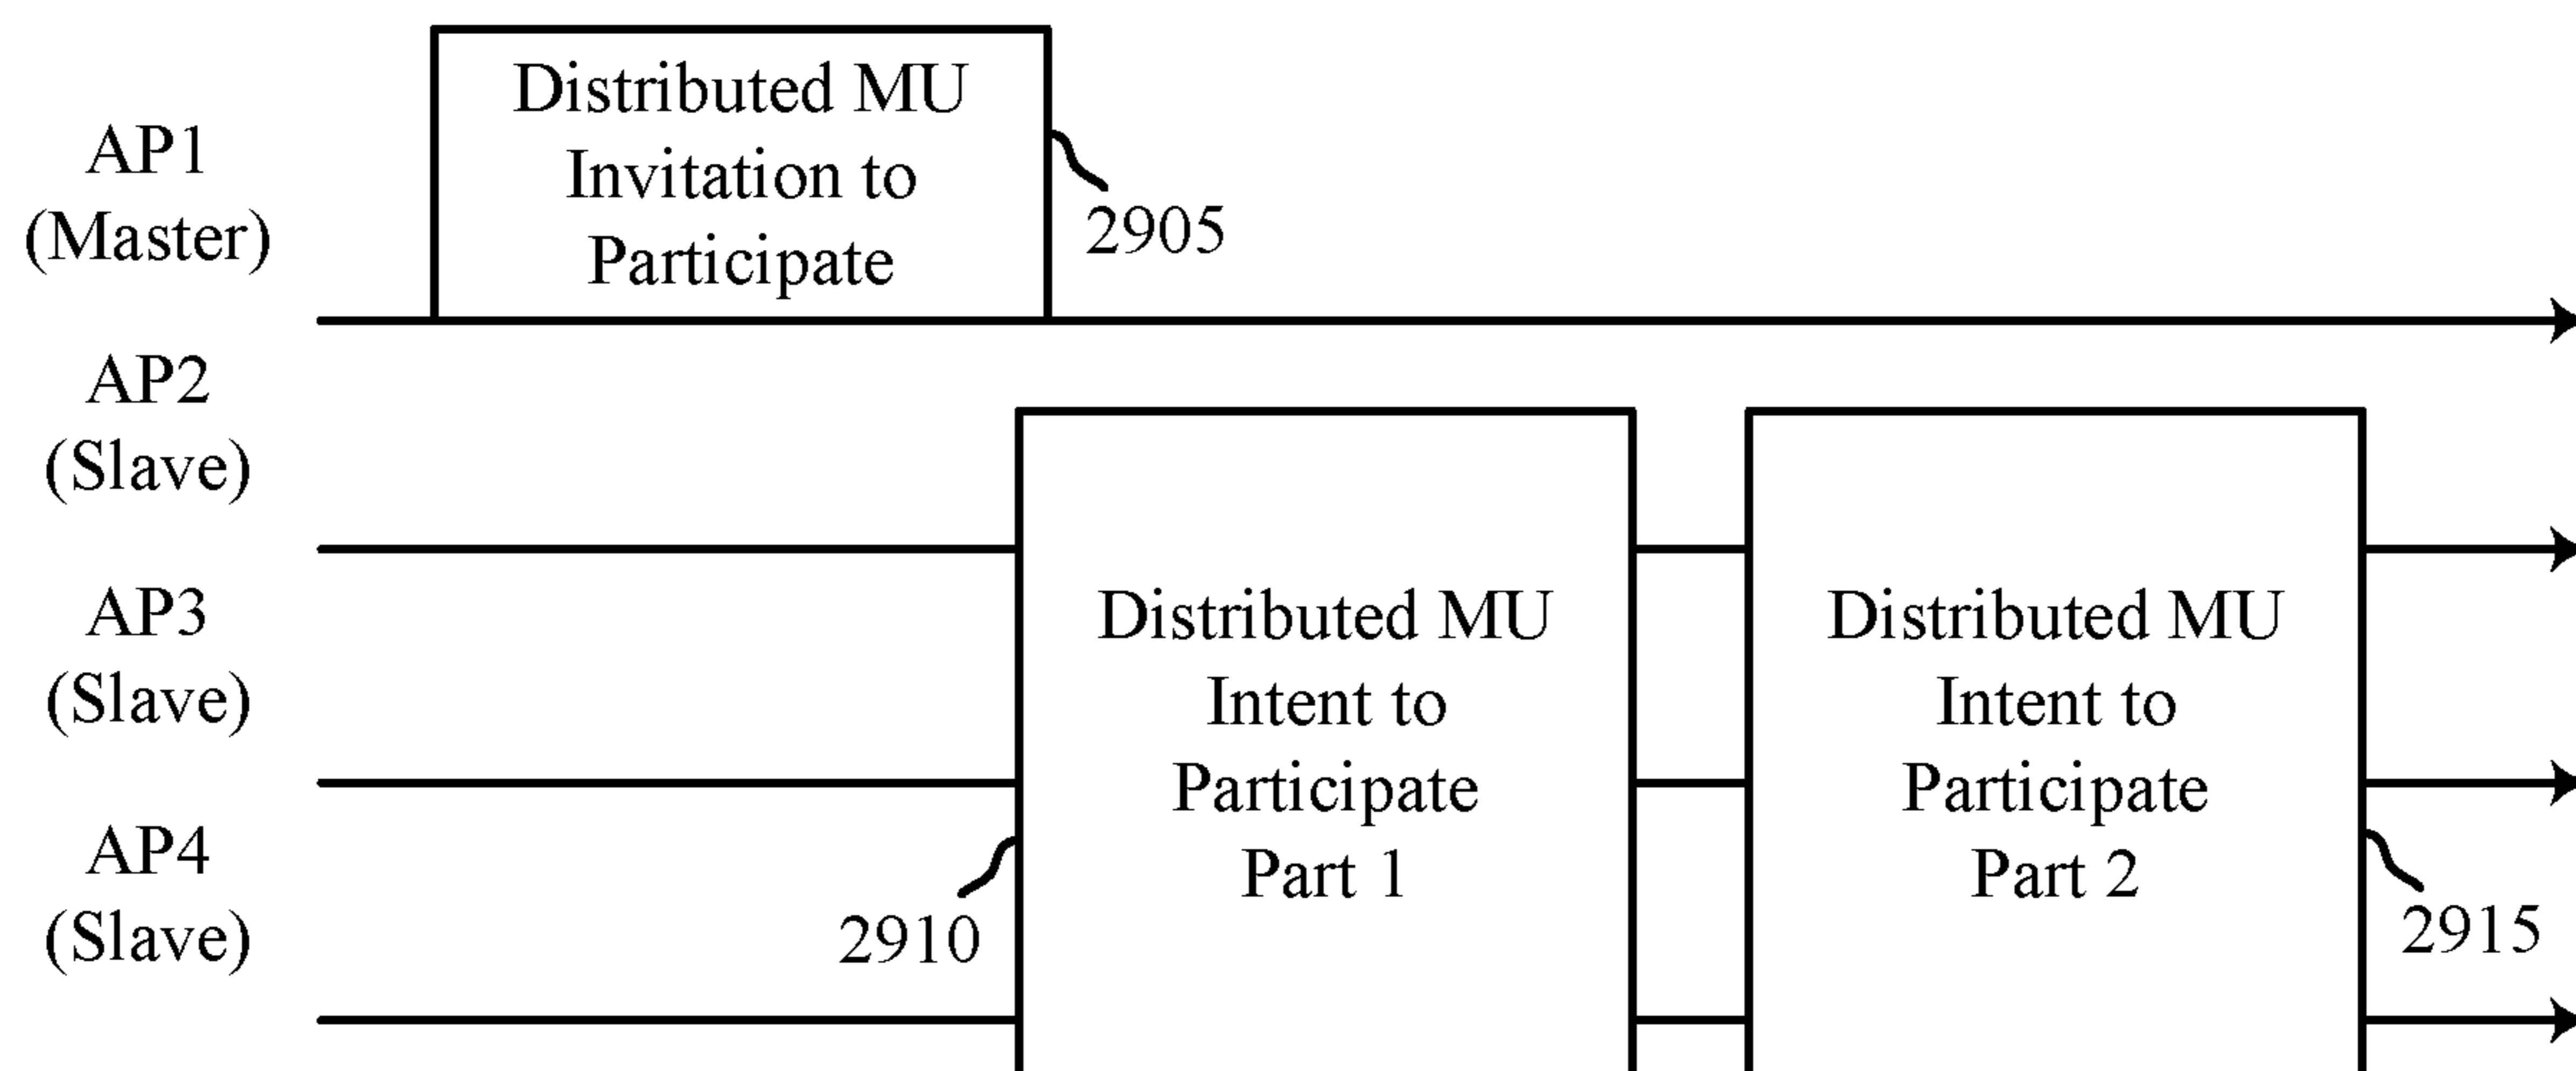 Distributed MU
Invitation to
Participate
AP1
(Master)
2905
AP2
(Slave)
AP3
(Slave)
AP4
(Slave)
Distributed MU
Intent to
Participate
Part 1
2910
Distributed MU
Intent to
Participate
Part 2
2915